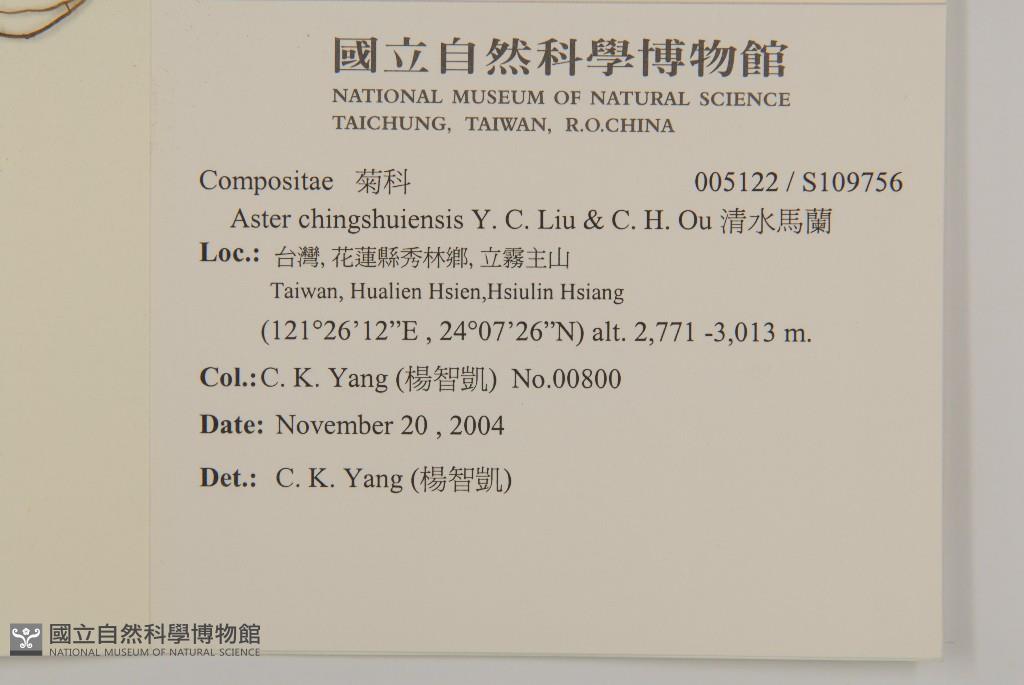 國立自然科學博物館
NATIONAL MUSEUM OF NATURAL SCIENCE
TAICHUNG, TAIWAN, R.O.CHINA
Compositae 菊科 005122 / S109756
Aster chingshuiensis Y. C. Liu & C. H. Ou 清水馬蘭
Loc.: 台灣, 花蓮縣秀林鄉, 立霧主山
Taiwan, Hualien Hsien,Hsiulin Hsiang
(121°26’12”E , 24°07’26”N) alt. 2,771 -3,013 m.
Col.: C. K. Yang (楊智凱) No.00800
Date: November 20 , 2004
Det.: C. K. Yang (楊智凱)
國立自然科學博物館
NATIONAL MUSEUM OF NATURAL SCIENCE